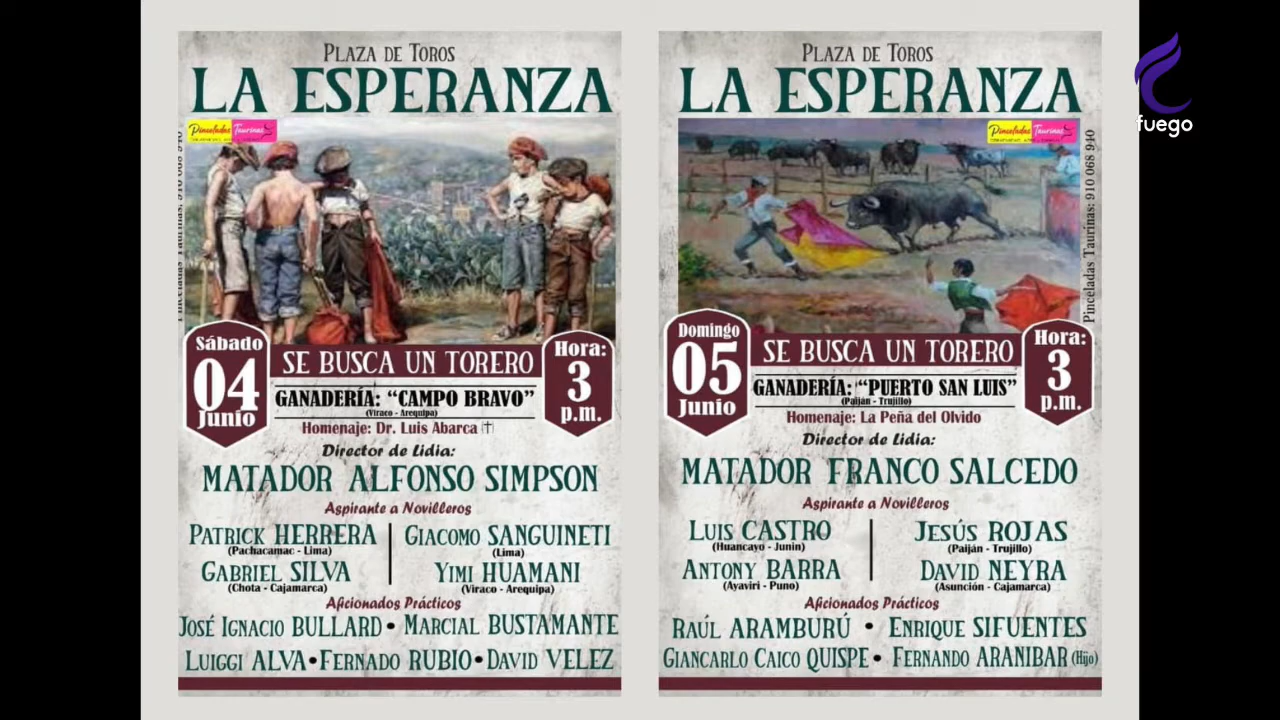 PLAZA DE TOROS
LA ESPERANZA
Pinceladas Taurinas
Pinceladas Taurinas: 910 068 940
Sábado
04
Junio
SE BUSCA UN TORERO
Hora:
3
p.m.
GANADERÍA: “CAMPO BRAVO”
(Viraco - Arequipa)
Homenaje: Dr. Luis Abarca
Director de Lidia:
MATADOR ALFONSO SIMPSON
Aspirante a Novilleros
PATRICK HERRERA
(Pachacamac - Lima)
GIACOMO SANGUINETI
(Lima)
GABRIEL SILVA
(Chota - Cajamarca)
YIMI HUAMANI
(Viraco - Arequipa)
Aficionados Prácticos
JOSÉ IGNACIO BULLARD • MARCIAL BUSTAMANTE
LUIGGI ALVA • FERNADO RUBIO • DAVID VELEZ
PLAZA DE TOROS
LA ESPERANZA
Pinceladas Taurinas
Pinceladas Taurinas: 910 068 940
Domingo
05
Junio
SE BUSCA UN TORERO
Hora:
3
p.m.
GANADERÍA: “PUERTO SAN LUIS”
(Paiján - Trujillo)
Homenaje: La Peña del Olvido
Director de Lidia:
MATADOR FRANCO SALCEDO
Aspirante a Novilleros
LUIS CASTRO
(Huancayo - Junin)
JESÚS ROJAS
(Paiján - Trujillo)
ANTONY BARRA
(Ayaviri - Puno)
DAVID NEYRA
(Asunción - Cajamarca)
Aficionados Prácticos
RAÚL ARAMBURÚ • ENRIQUE SIFUENTES
GIANCARLO CAICO QUISPE • FERNANDO ARANIBAR (Hijo)
fuego